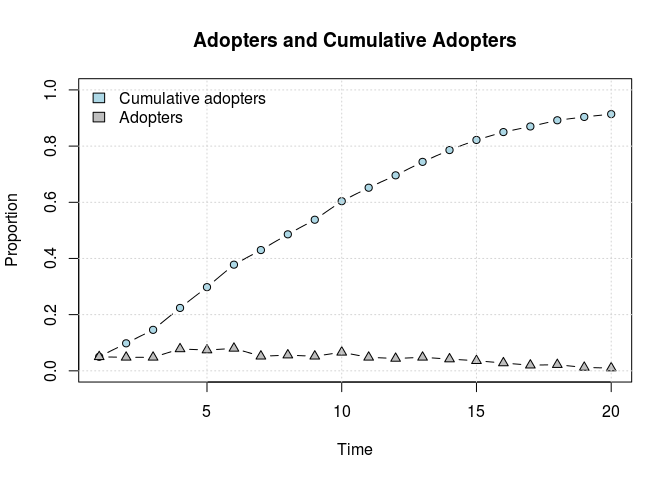 Adopters and Cumulative Adopters
Cumulative adopters
Adopters
Proportion
1.0
0.8
0.6
0.4
0.2
0.0
5 10 15 20
Time